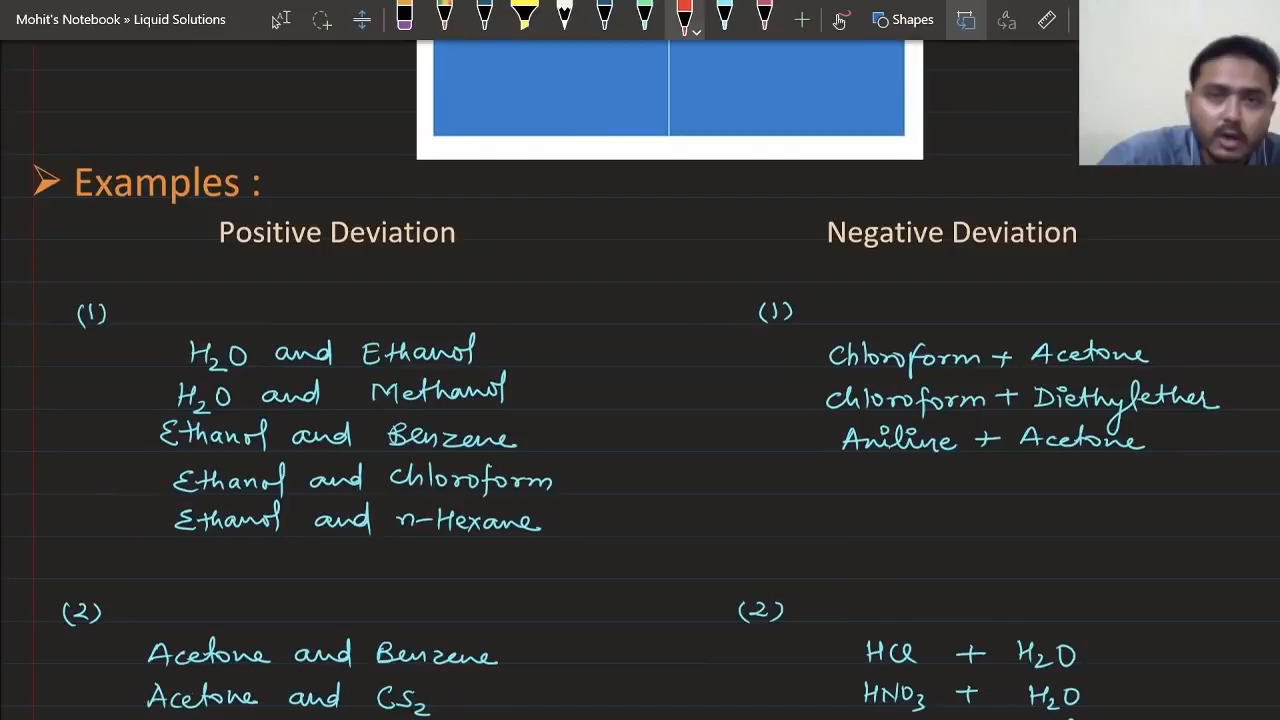 Mohit's Notebook » Liquid Solutions
Shapes
Examples :
Positive Deviation
Negative Deviation
(1)
(1)
H2O and Ethanol
Chloroform + Acetone
H2O and Methanol
Chloroform + Diethylether
Ethanol and Benzene
Aniline + Acetone
Ethanol and Chloroform
Ethanol and n-Hexane
(2)
(2)
Acetone and Benzene
HCl + H2O
Acetone and CS2
HNO3 + H2O